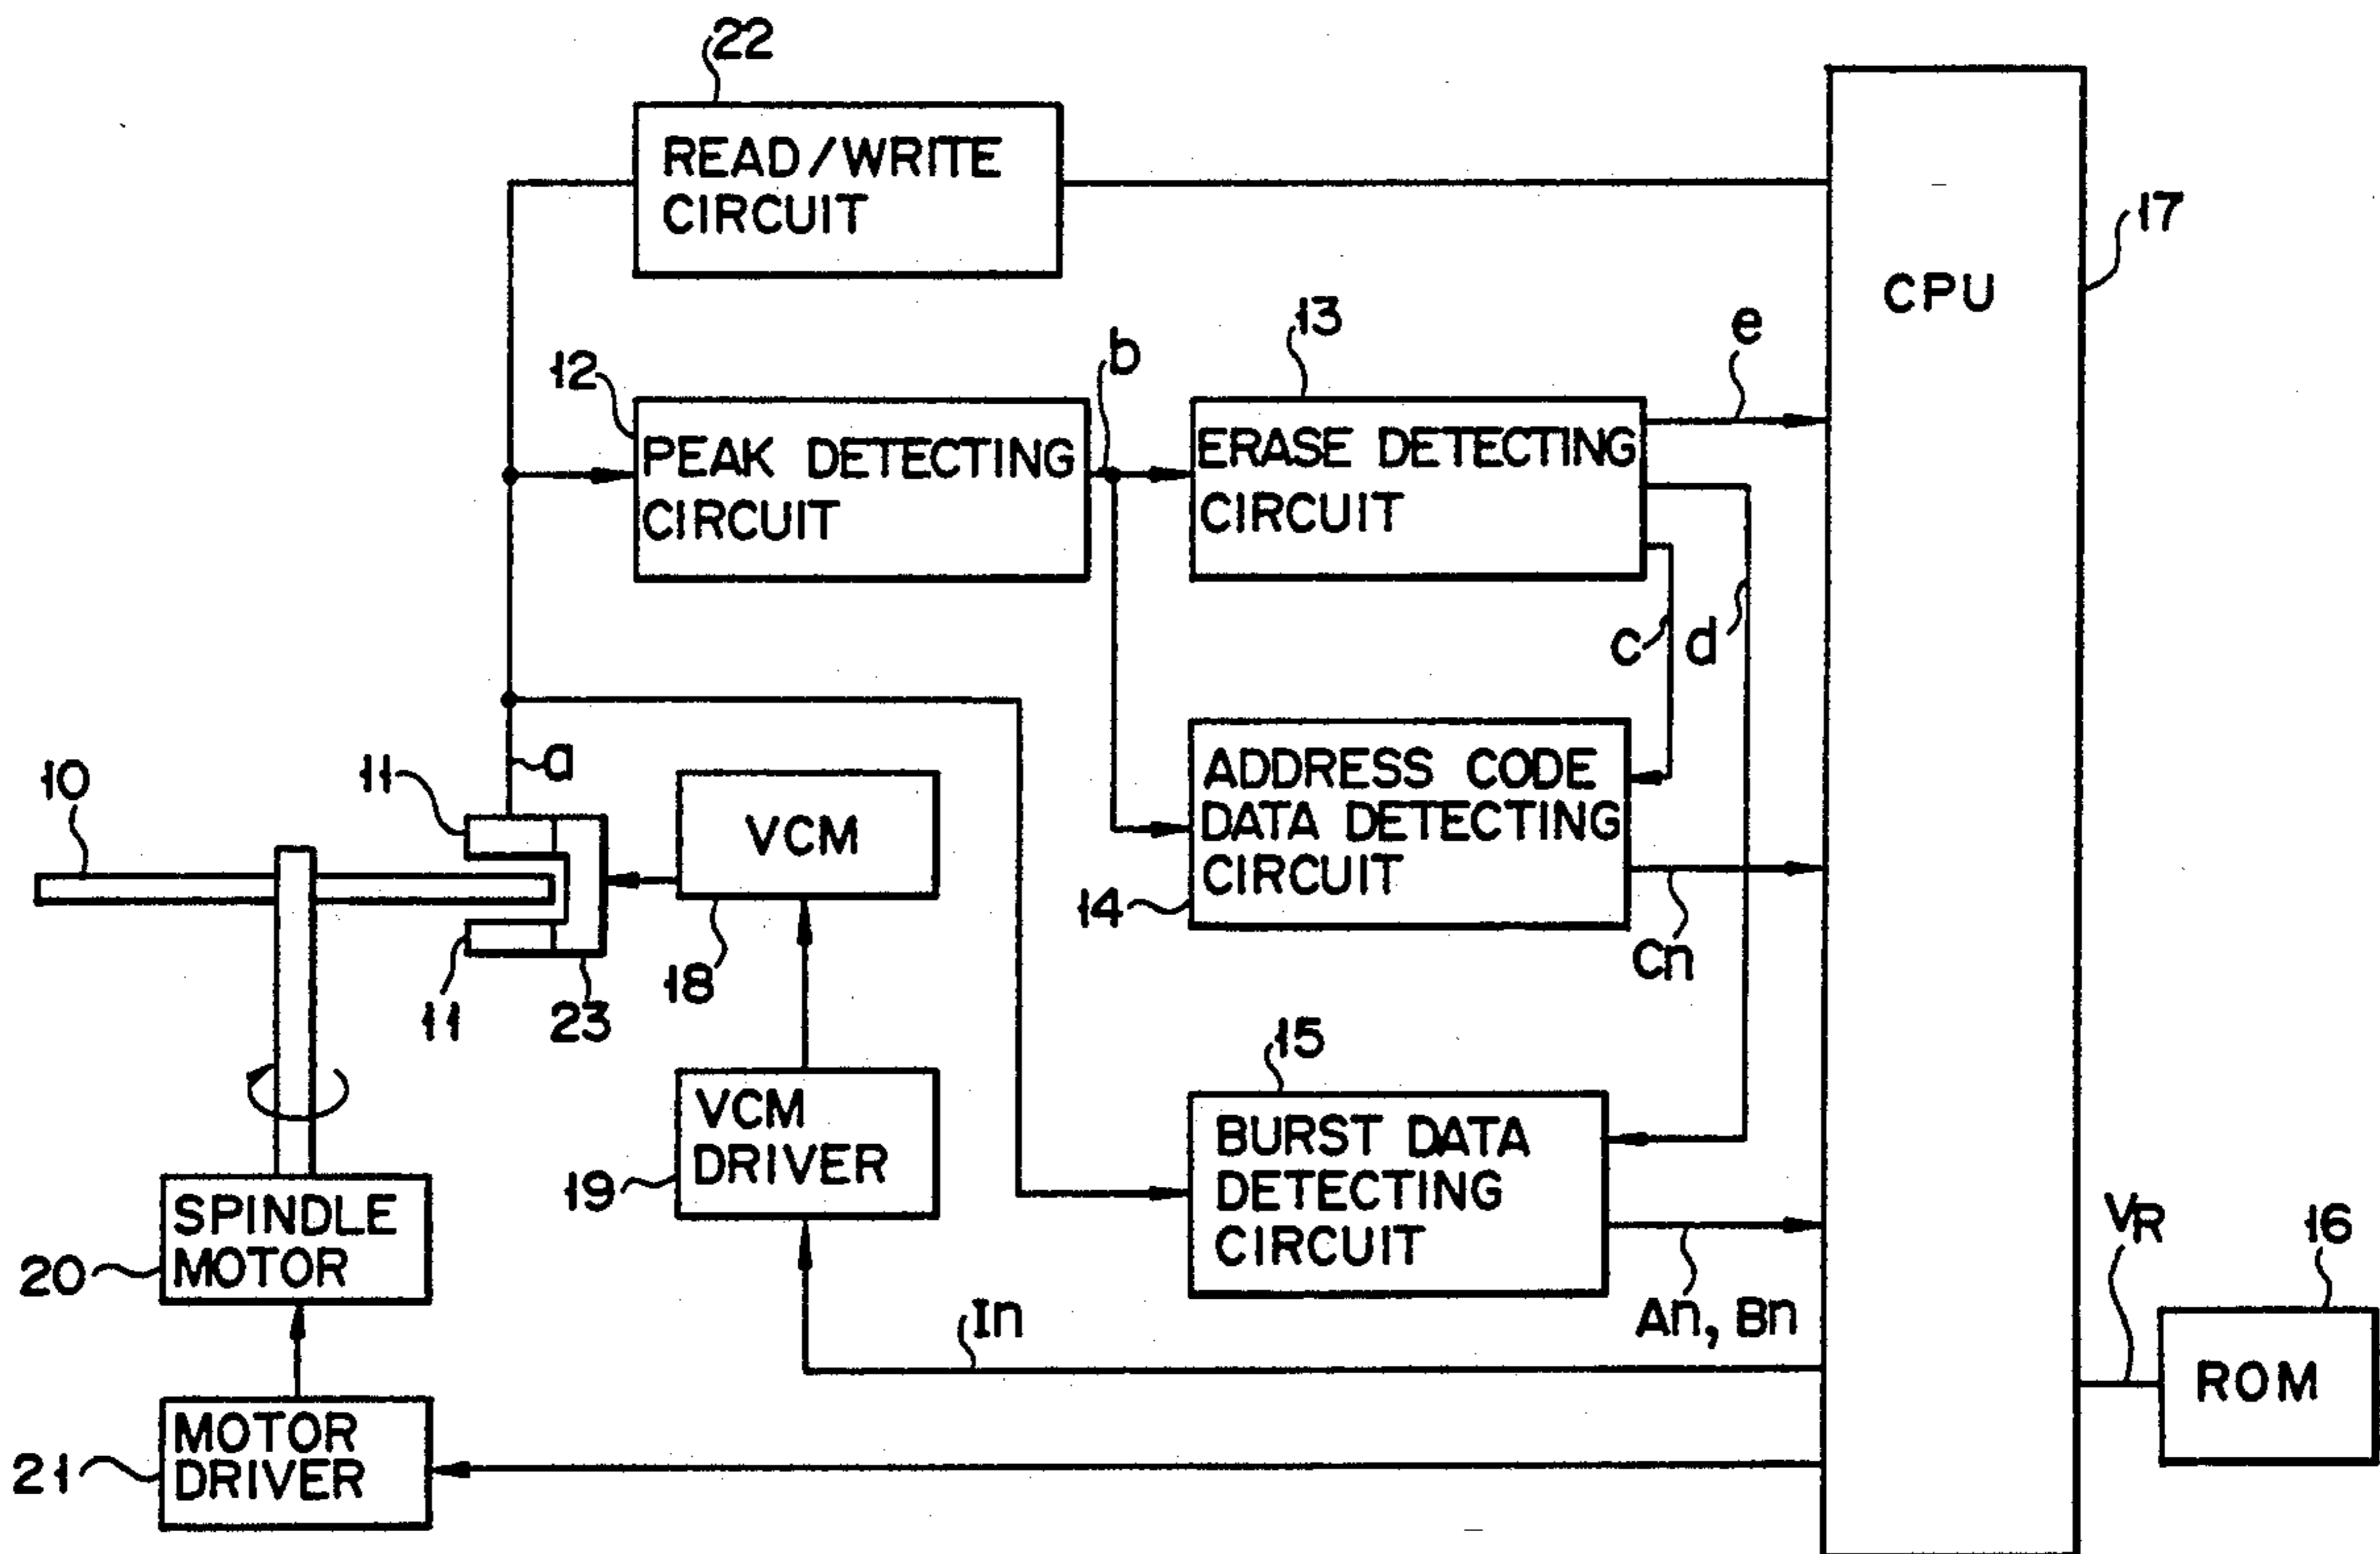 22
READ/WRITE
CIRCUIT
CPU
17
12
PEAK DETECTING
CIRCUIT
b
13
ERASE DETECTING
CIRCUIT
e
c
d
a
10
11
11
23
VCM
18
ADDRESS CODE
DATA DETECTING
CIRCUIT
14
Cn
VCM
DRIVER
19
15
BURST DATA
DETECTING
CIRCUIT
An, Bn
SPINDLE
MOTOR
20
In
VR
16
ROM
MOTOR
DRIVER
21